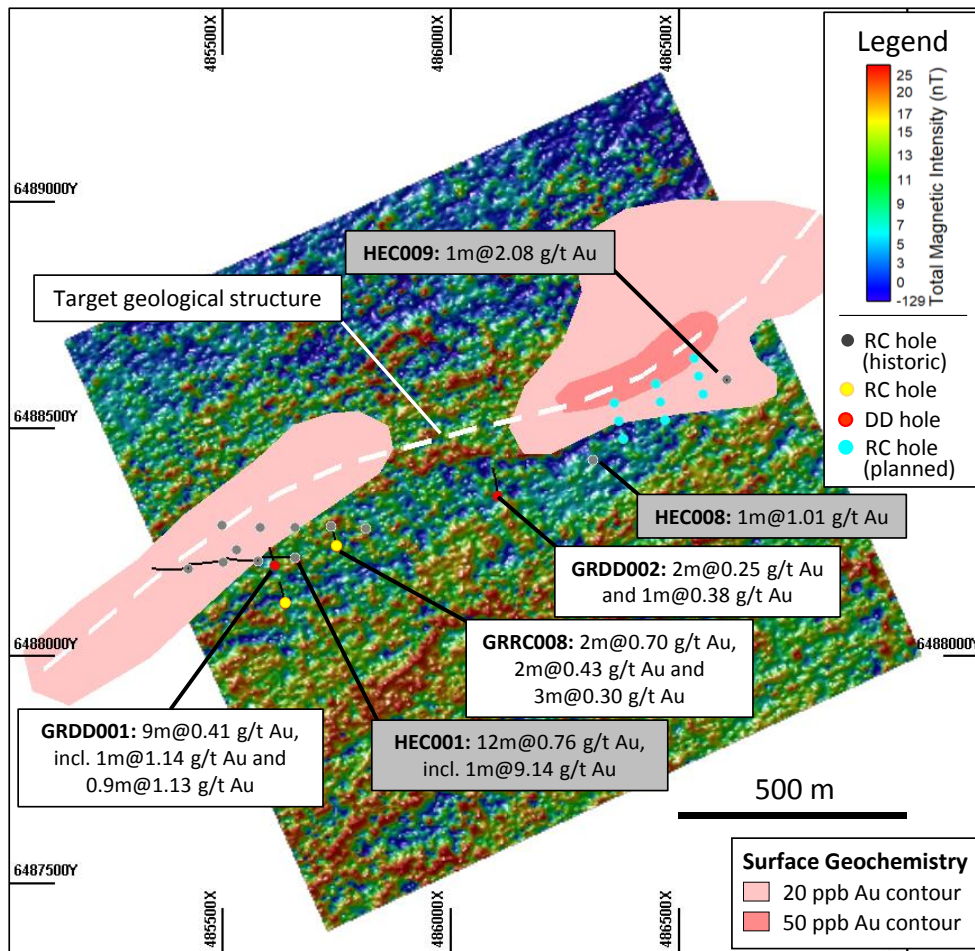 485500X
486000X
486500X
Legend
25
20
17
15
13
11
9
7
5
3
0
-129
Total Magnetic Intensity (nT)
RC hole
(historic)
RC hole
DD hole
RC hole
(planned)
6489000Y
HEC009: 1m@2.08 g/t Au
Target geological structure
6488500Y
HEC008: 1m@1.01 g/t Au
GRDD002: 2m@0.25 g/t Au
and 1m@0.38 g/t Au
6488000Y
6488000Y
GRRC008: 2m@0.70 g/t Au,
2m@0.43 g/t Au and
3m@0.30 g/t Au
GRDD001: 9m@0.41 g/t Au,
incl. 1m@1.14 g/t Au and
0.9m@1.13 g/t Au
HEC001: 12m@0.76 g/t Au,
incl. 1m@9.14 g/t Au
500 m
6487500Y
Surface Geochemistry
20 ppb Au contour
50 ppb Au contour
485500X
486000X
486500X